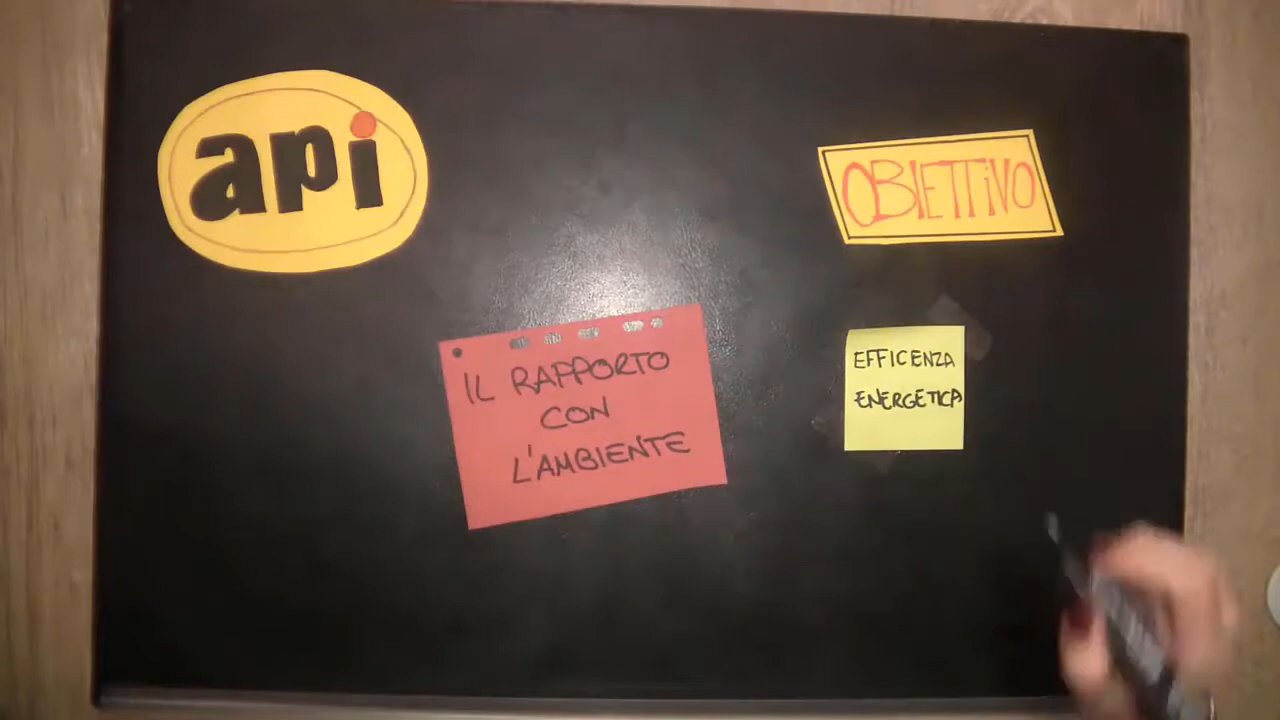 api
OBIETTIVO
IL RAPPORTO
CON
L'AMBIENTE
EFFICENZA
ENERGETICA